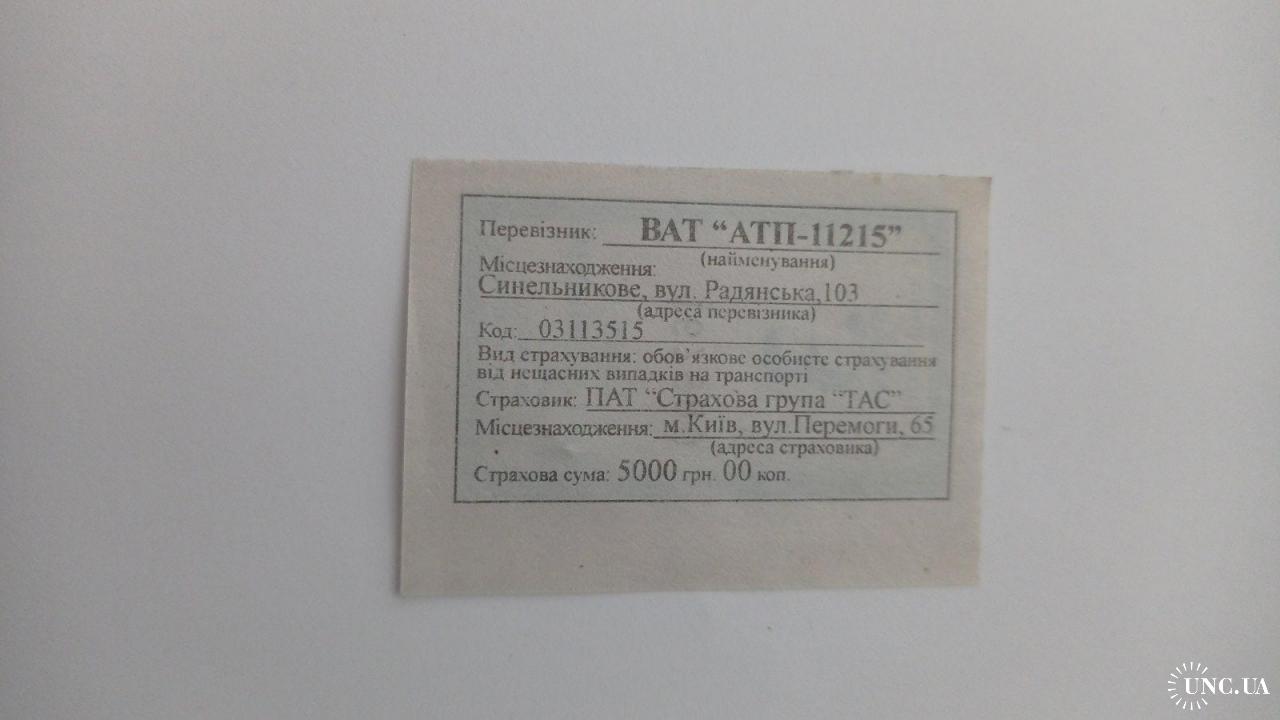 Перевізник: ВАТ “АТП-11215”
(найменування)
Місцезнаходження:
Синельникове, вул. Радянська,103
(адреса перевізника)
Код: 03113515
Вид страхування: обов’язкове особисте страхування
від нещасних випадків на транспорті
Страховик: ПАТ “Страхова група “ТАС”
Місцезнаходження: м.Київ, вул.Перемоги, 65
(адреса страховика)
Страхова сума: 5000 грн. 00 коп.
UNC.UA